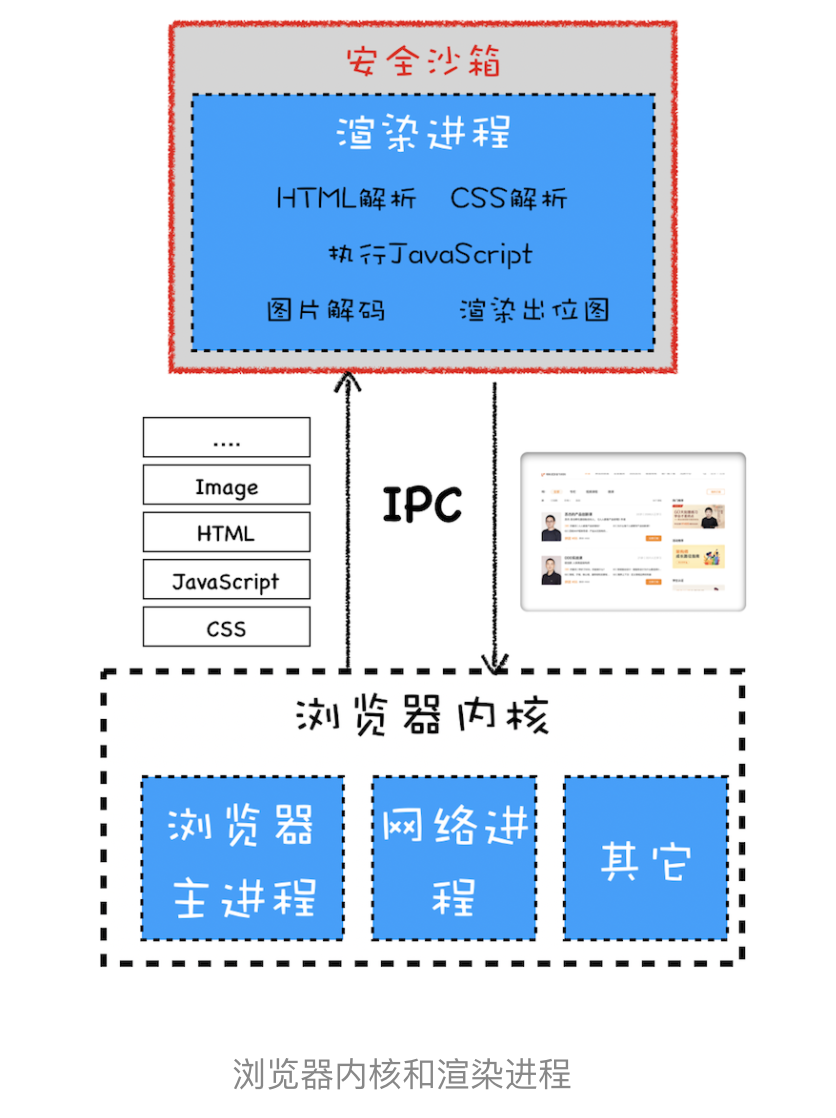 安全沙箱
渲染进程
HTML解析 CSS解析
执行JavaScript
图片解码 渲染出位图
....
Image
HTML
JavaScript
CSS
IPC
浏览器内核
浏览器
主进程
网络进
程
其它
浏览器内核和渲染进程